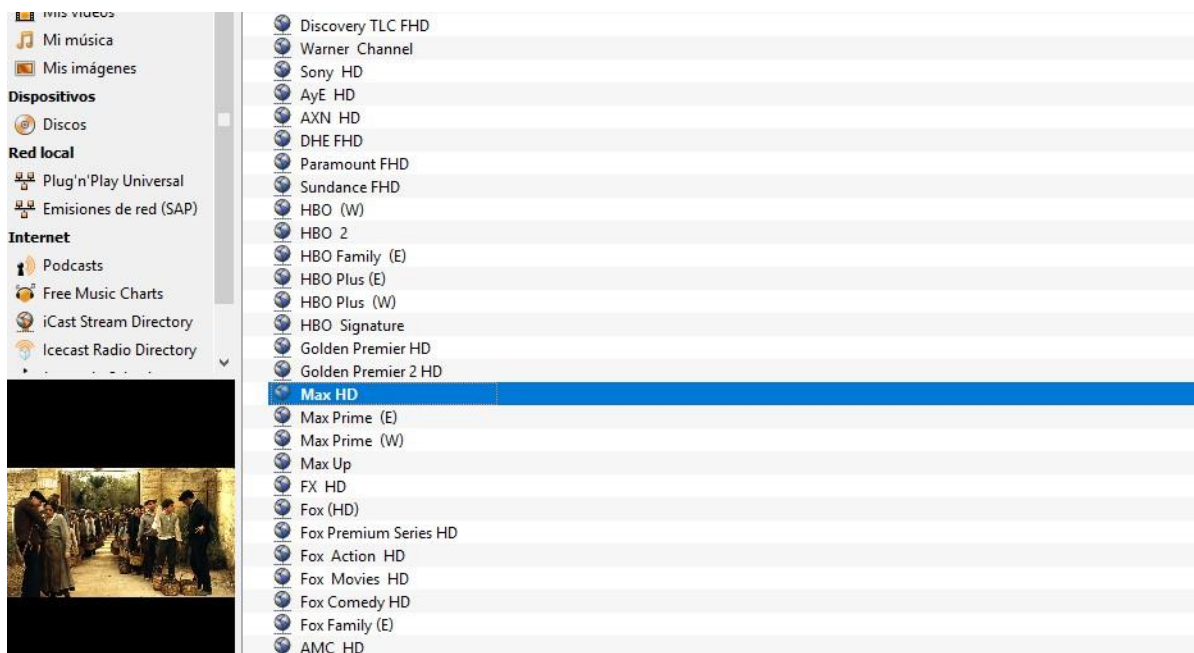 Mis vídeos
Mi música
Mis imágenes
Dispositivos
Discos
Red local
Plug'n'Play Universal
Emisiones de red (SAP)
Internet
Podcasts
Free Music Charts
iCast Stream Directory
Icecast Radio Directory
Discovery TLC FHD
Warner Channel
Sony HD
AyE HD
AXN HD
DHE FHD
Paramount FHD
Sundance FHD
HBO (W)
HBO 2
HBO Family (E)
HBO Plus (E)
HBO Plus (W)
HBO Signature
Golden Premier HD
Golden Premier 2 HD
Max HD
Max Prime (E)
Max Prime (W)
Max Up
FX HD
Fox (HD)
Fox Premium Series HD
Fox Action HD
Fox Movies HD
Fox Comedy HD
Fox Family (E)
AMC HD